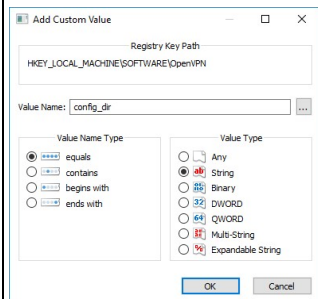 Add Custom Value
Registry Key Path
HKEY_LOCAL_MACHINE\SOFTWARE\OpenVPN
Value Name: config_dir ...
Value Name Type
equals
contains
begins with
ends with
Value Type
Any
String
Binary
DWORD
QWORD
Multi-String
Expandable String
OK Cancel